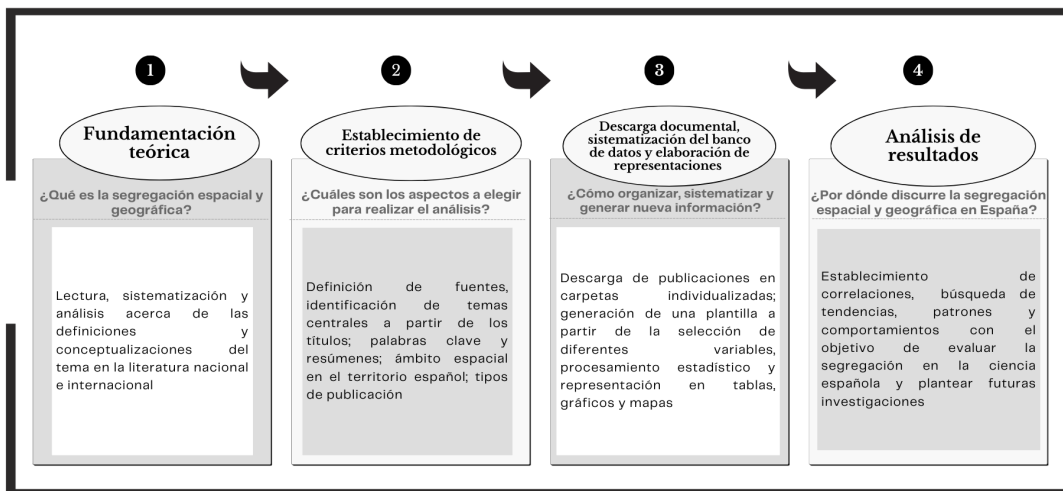 1
Fundamentación
teórica
¿Qué es la segregación espacial y
geográfica?
Lectura, sistematización y
análisis acerca de las
definiciones y
conceptualizaciones del
tema en la literatura nacional
e internacional
2
Establecimiento de
criterios metodológicos
¿Cuáles son los aspectos a elegir
para realizar el análisis?
Definición de fuentes,
identificación de temas
centrales a partir de los
títulos; palabras clave y
resúmenes; ámbito espacial
en el territorio español; tipos
de publicación
3
Descarga documental,
sistematización del banco
de datos y elaboración de
representaciones
¿Cómo organizar, sistematizar y
generar nueva información?
Descarga de publicaciones en
carpetas individualizadas;
generación de una plantilla a
partir de la selección de
diferentes variables,
procesamiento estadístico y
representación en tablas,
gráficos y mapas
4
Análisis de
resultados
¿Por dónde discurre la segregación
espacial y geográfica en España?
Establecimiento de
correlaciones, búsqueda de
tendencias, patrones y
comportamientos con el
objetivo de evaluar la
segregación en la ciencia
española y plantear futuras
investigaciones